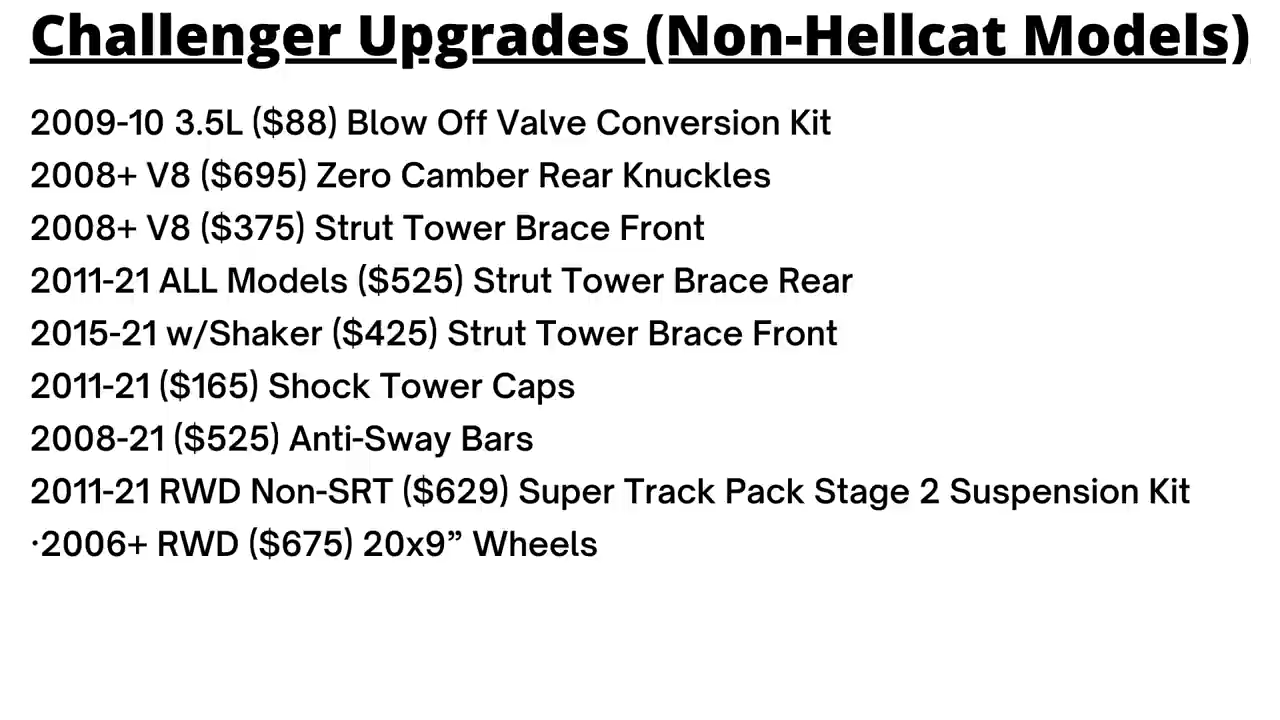 Challenger Upgrades (Non-Hellcat Models)
2009-10 3.5L ($88) Blow Off Valve Conversion Kit
2008+ V8 ($695) Zero Camber Rear Knuckles
2008+ V8 ($375) Strut Tower Brace Front
2011-21 ALL Models ($525) Strut Tower Brace Rear
2015-21 w/Shaker ($425) Strut Tower Brace Front
2011-21 ($165) Shock Tower Caps
2008-21 ($525) Anti-Sway Bars
2011-21 RWD Non-SRT ($629) Super Track Pack Stage 2 Suspension Kit
·2006+ RWD ($675) 20x9” Wheels